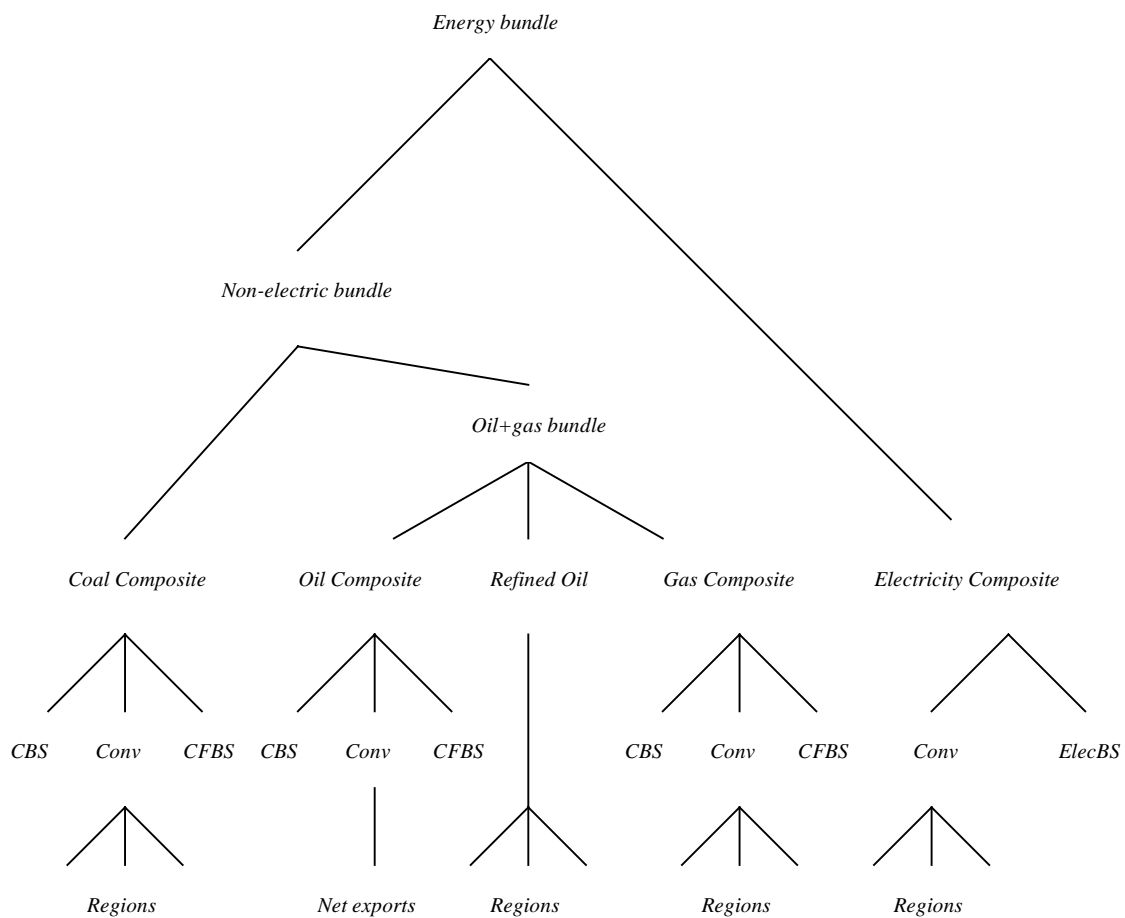 Energy bundle
Non-electric bundle
Oil+gas bundle
Coal Composite Oil Composite Refined Oil Gas Composite Electricity Composite
CBS Conv CFBS CBS Conv CFBS CBS Conv CFBS Conv ElecBS
Regions Net exports Regions Regions Regions